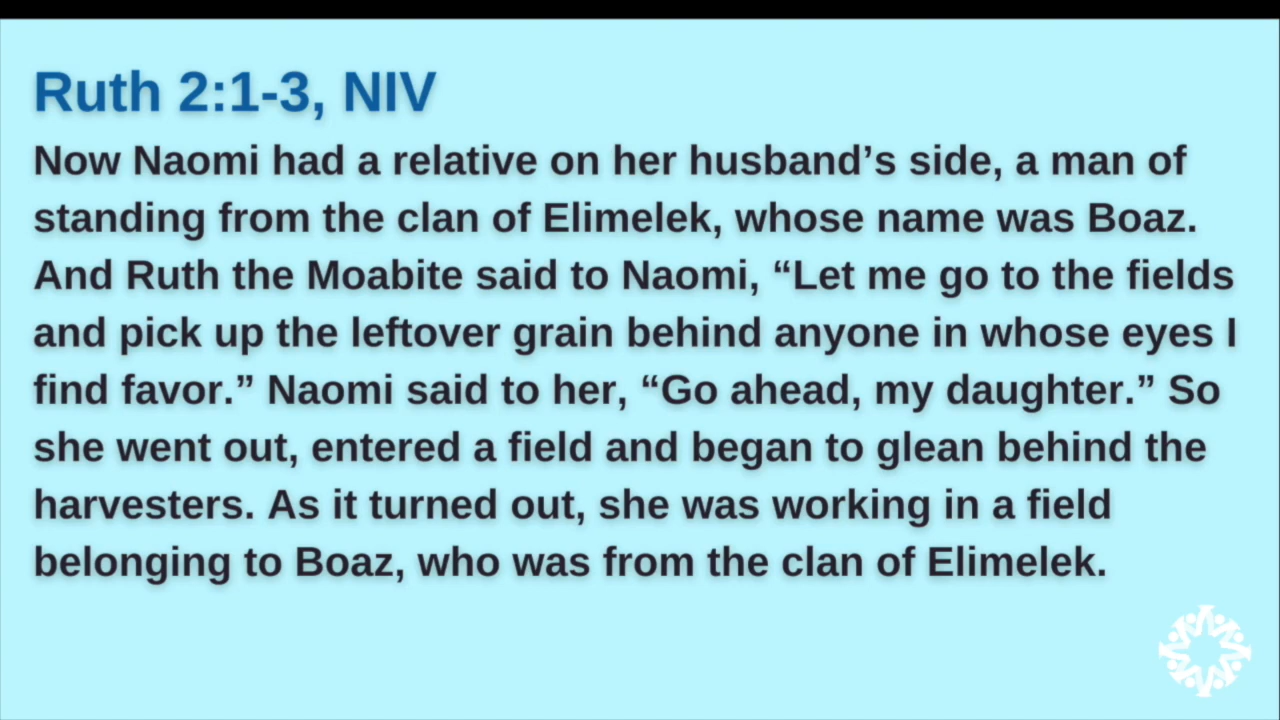 Ruth 2:1-3, NIV
Now Naomi had a relative on her husband’s side, a man of
standing from the clan of Elimelek, whose name was Boaz.
And Ruth the Moabite said to Naomi, “Let me go to the fields
and pick up the leftover grain behind anyone in whose eyes I
find favor.” Naomi said to her, “Go ahead, my daughter.” So
she went out, entered a field and began to glean behind the
harvesters. As it turned out, she was working in a field
belonging to Boaz, who was from the clan of Elimelek.